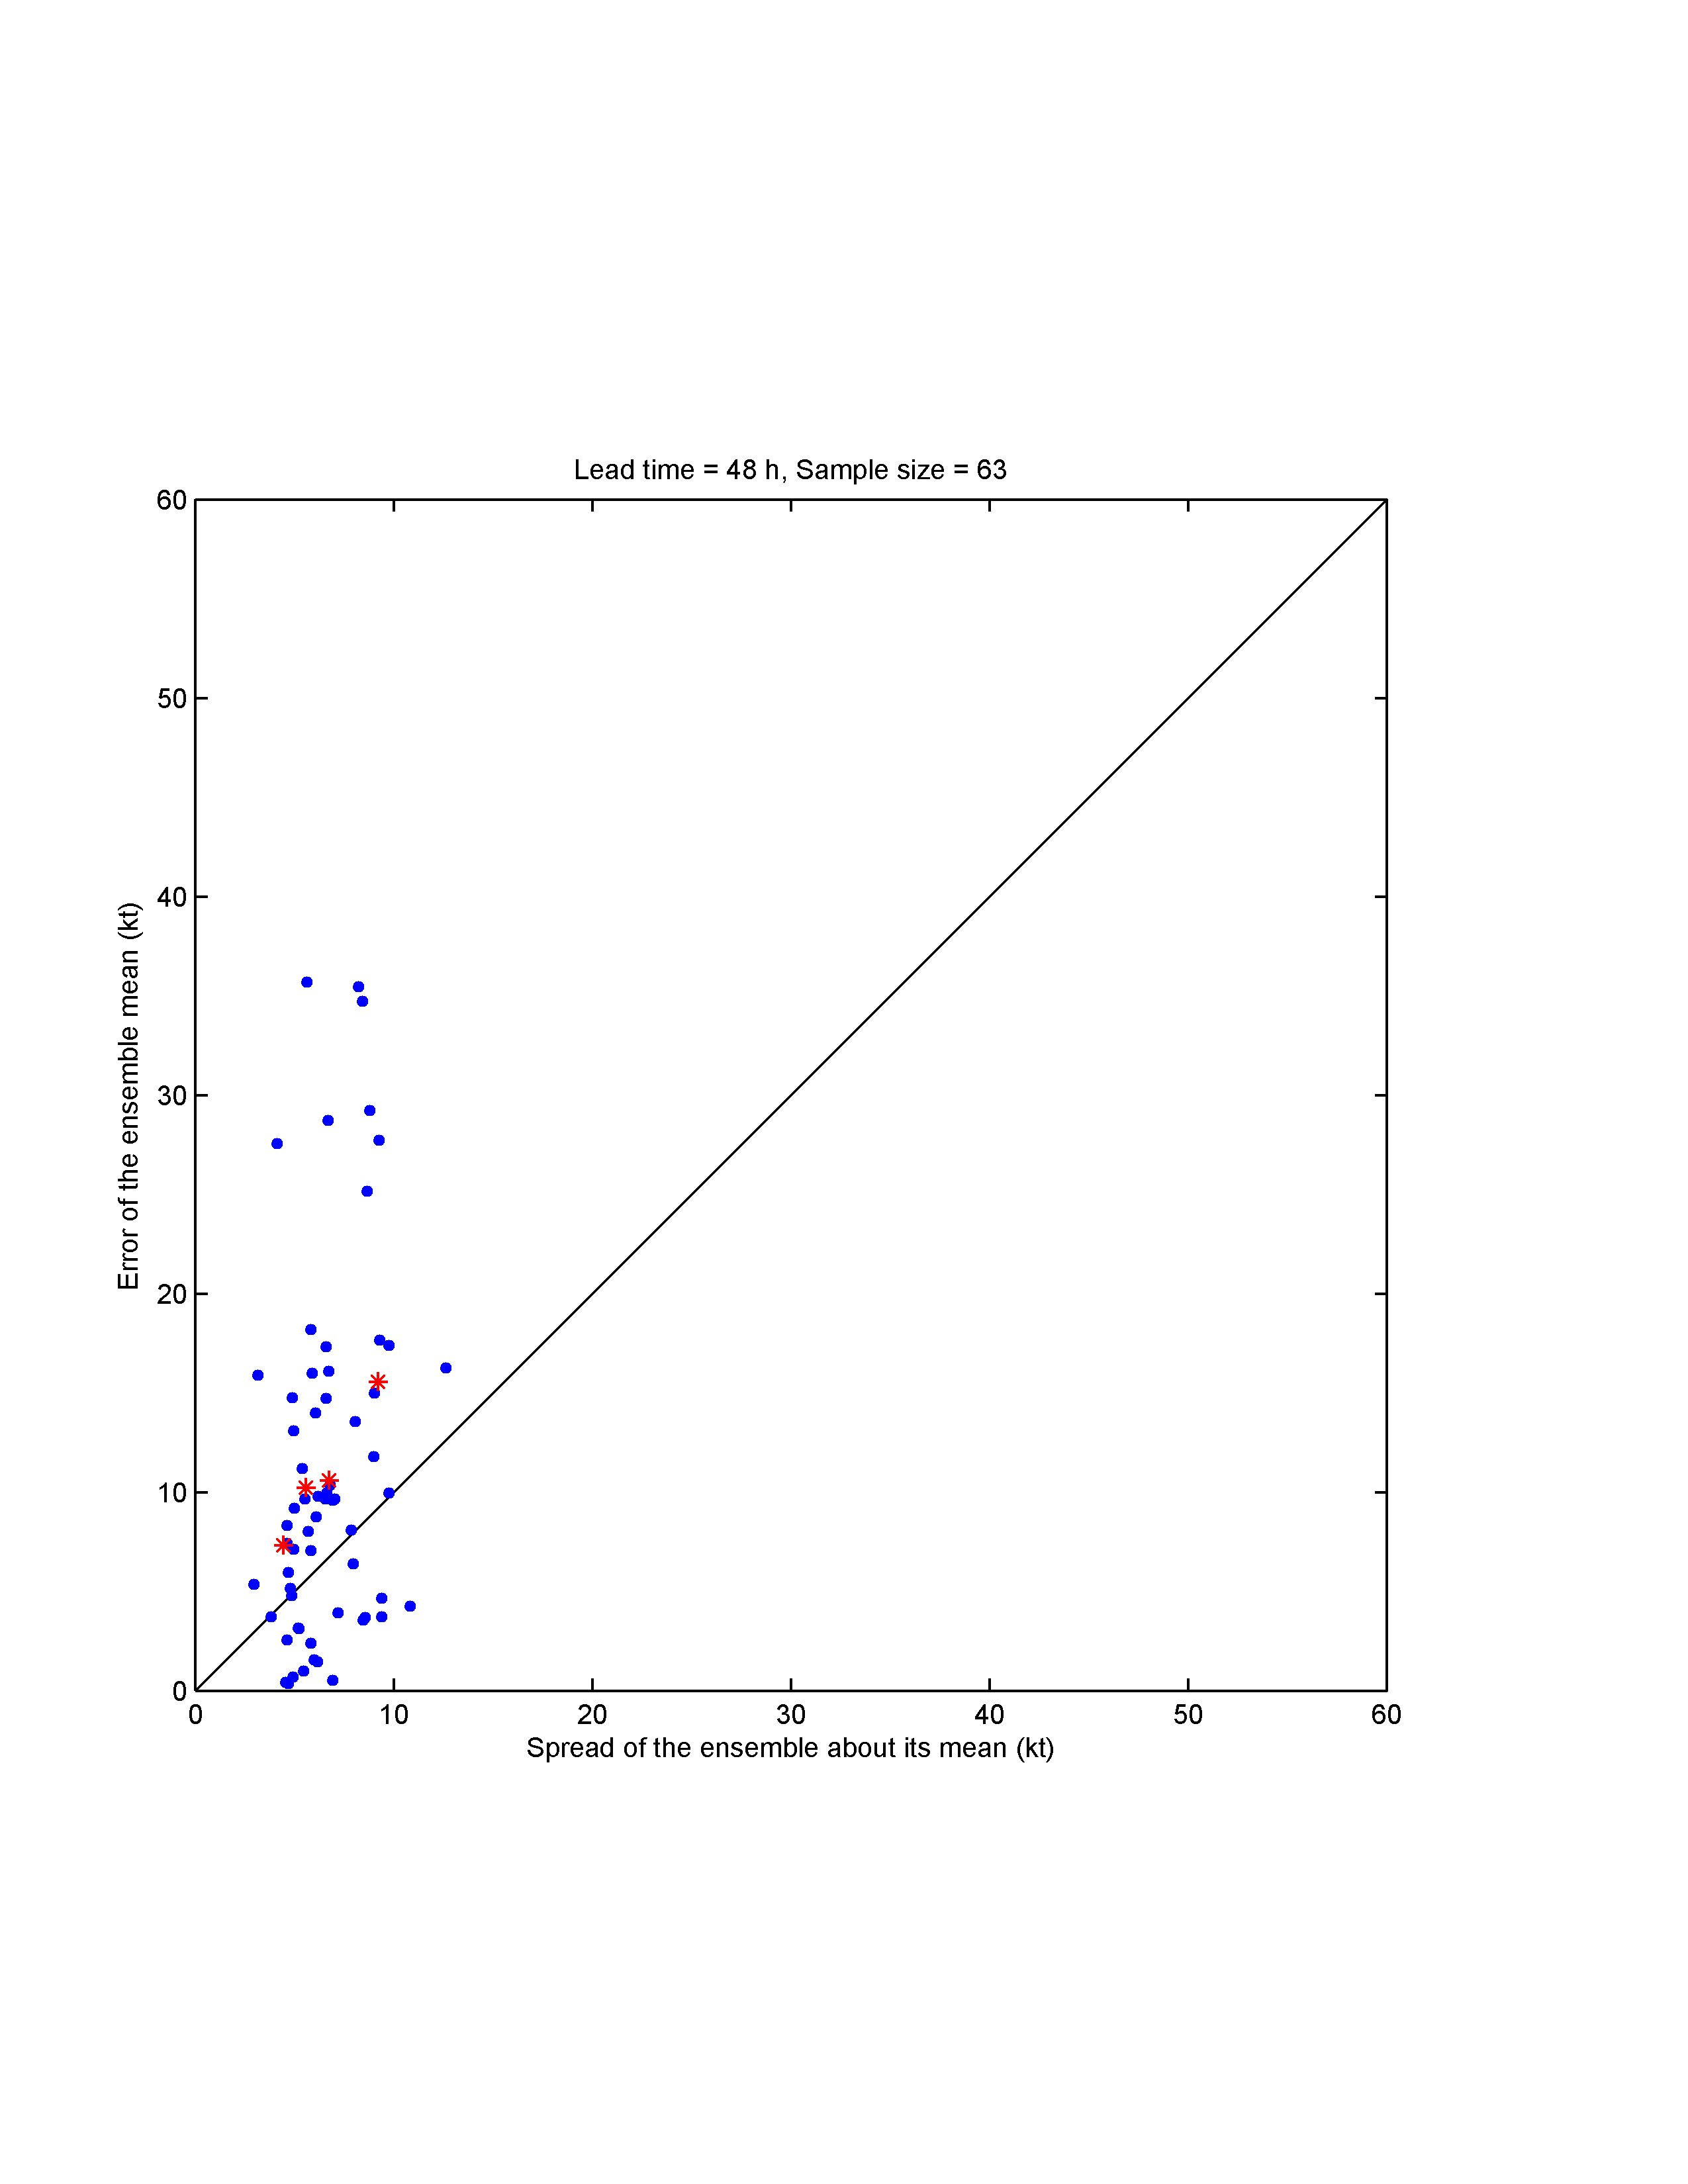 Lead time = 48 h, Sample size = 63
60
50
40
30
20
10
0
Error of the ensemble mean (kt)
0 10 20 30 40 50 60
Spread of the ensemble about its mean (kt)